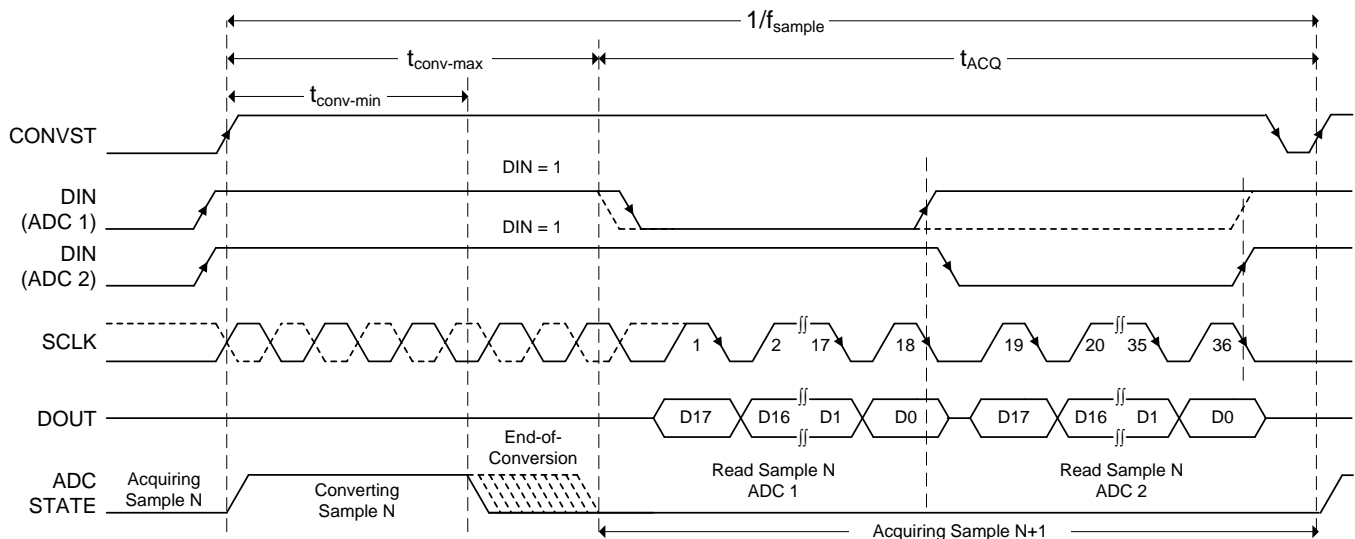 1/fsample
tconv-max
tACQ
tconv-min
CONVST
DIN = 1
DIN
(ADC 1)
DIN = 1
DIN
(ADC 2)
SCLK
1 2 ∫∫ 17 18 19 20 ∫∫ 35 36
DOUT
D17 D16 ∫∫ D1 D0 D17 D16 ∫∫ D1 D0
End-of-
Conversion
ADC
STATE
Acquiring
Sample N
Converting
Sample N
Read Sample N
ADC 1
Read Sample N
ADC 2
Acquiring Sample N+1